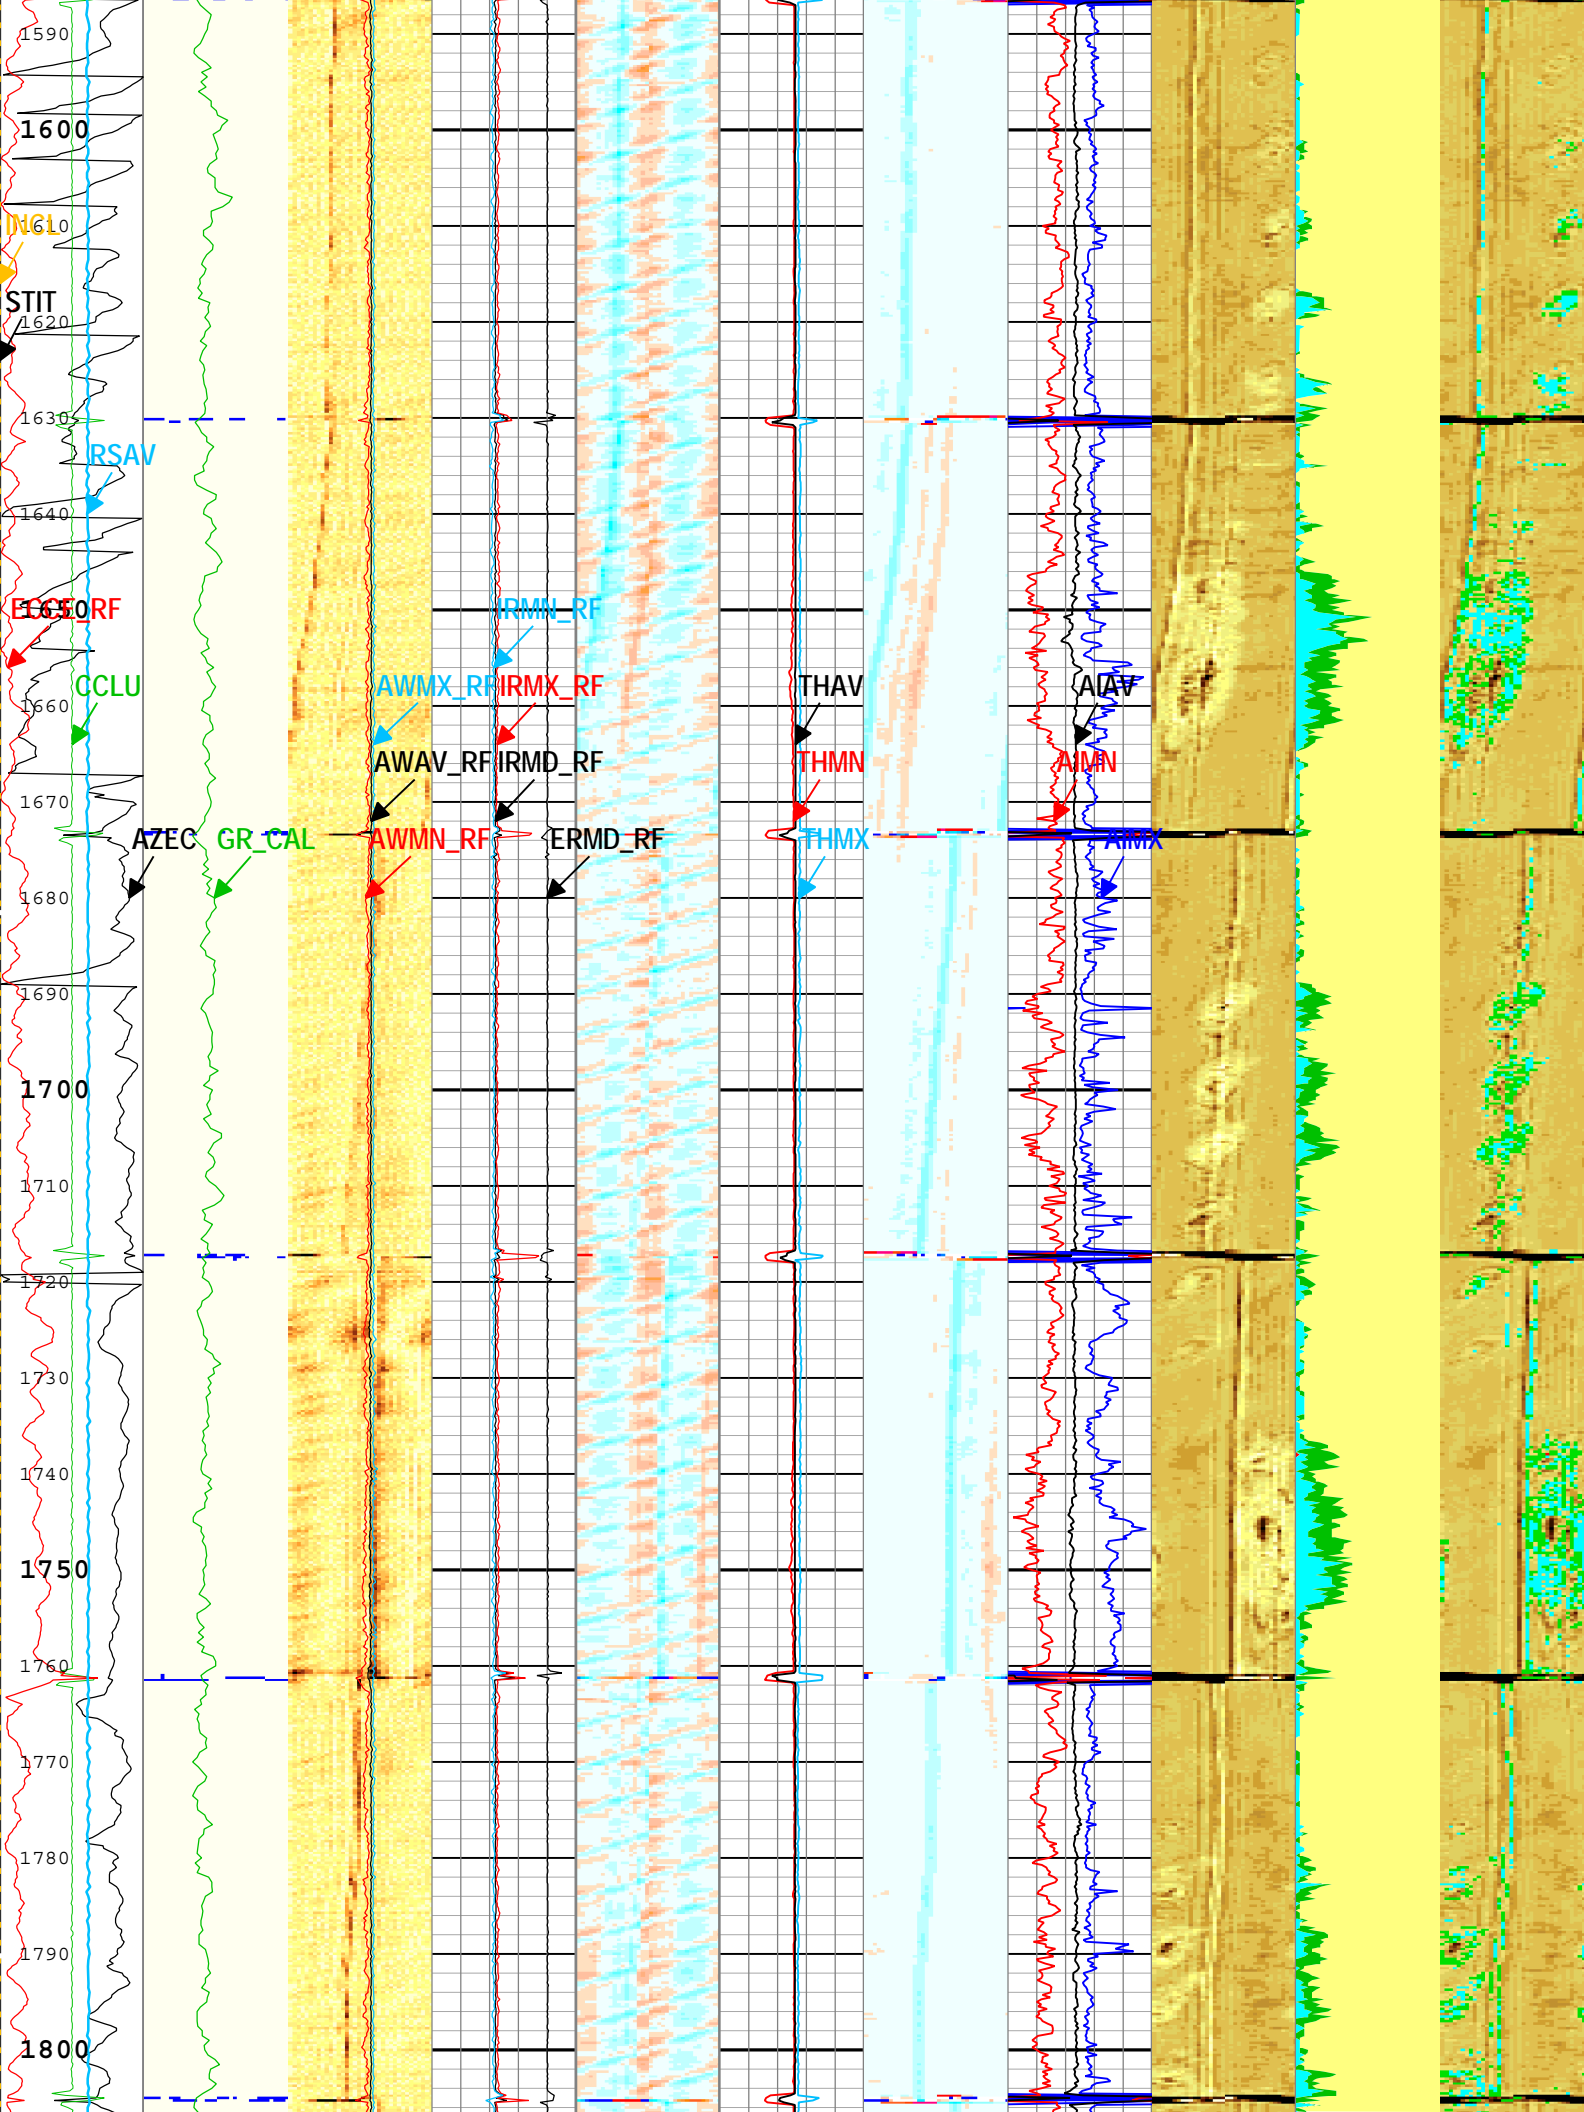 1590
1600
INCL
1610
STIT
1620
1630
RSAV
1640
ECCE_RF
1650
IRMN_RF
CCLU
AWMX_RF
IRMX_RF
THAV
AIAV
1660
AWAV_RF
IRMD_RF
THMN
AIMN
1670
AZEC
GR_CAL
AWMN_RF
ERMD_RF
THMX
AIMX
1680
1690
1700
1710
1720
1730
1740
1750
1760
1770
1780
1790
1800